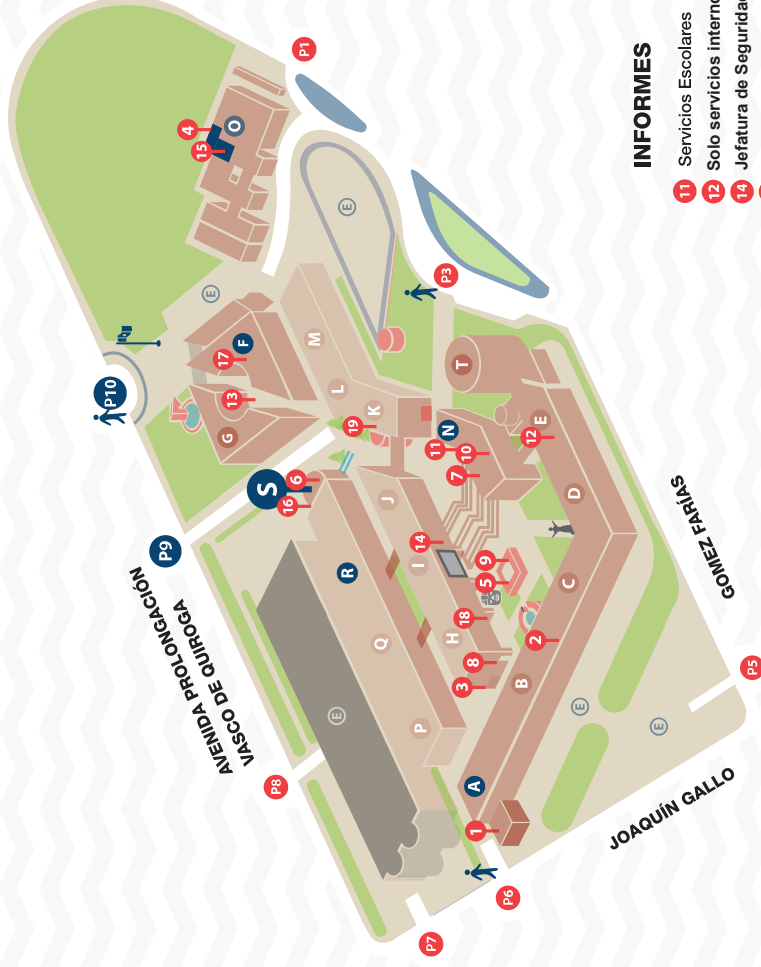 INFORMES
11 Servicios Escolares
12 Solo servicios interno
14 Jefatura de Seguridad
P1
4
15
O
E
P3
E
P10
F
17
13
G
M
L
K
19
T
N
11
10
7
E
12
D
S
6
16
J
14
I
9
5
C
P9
R
Q
H
18
8
3
2
B
AVENIDA PROLONGACIÓN
VASCO DE QUIROGA
GOMEZ FARÍAS
E
P
P8
A
1
E
E
P5
JOAQUÍN GALLO
P6
P7